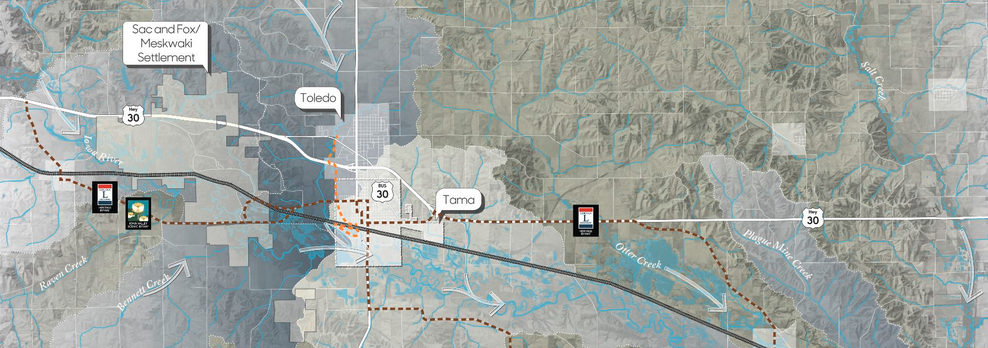 Sac and Fox/
Meskwaki
Settlement
Toledo
Hwy
30
Iowa River
BUS
30
Tama
Hwy
30
Salt Creek
Otter Creek
Plague Mine Creek
Raven Creek
Bennett Creek
L
L